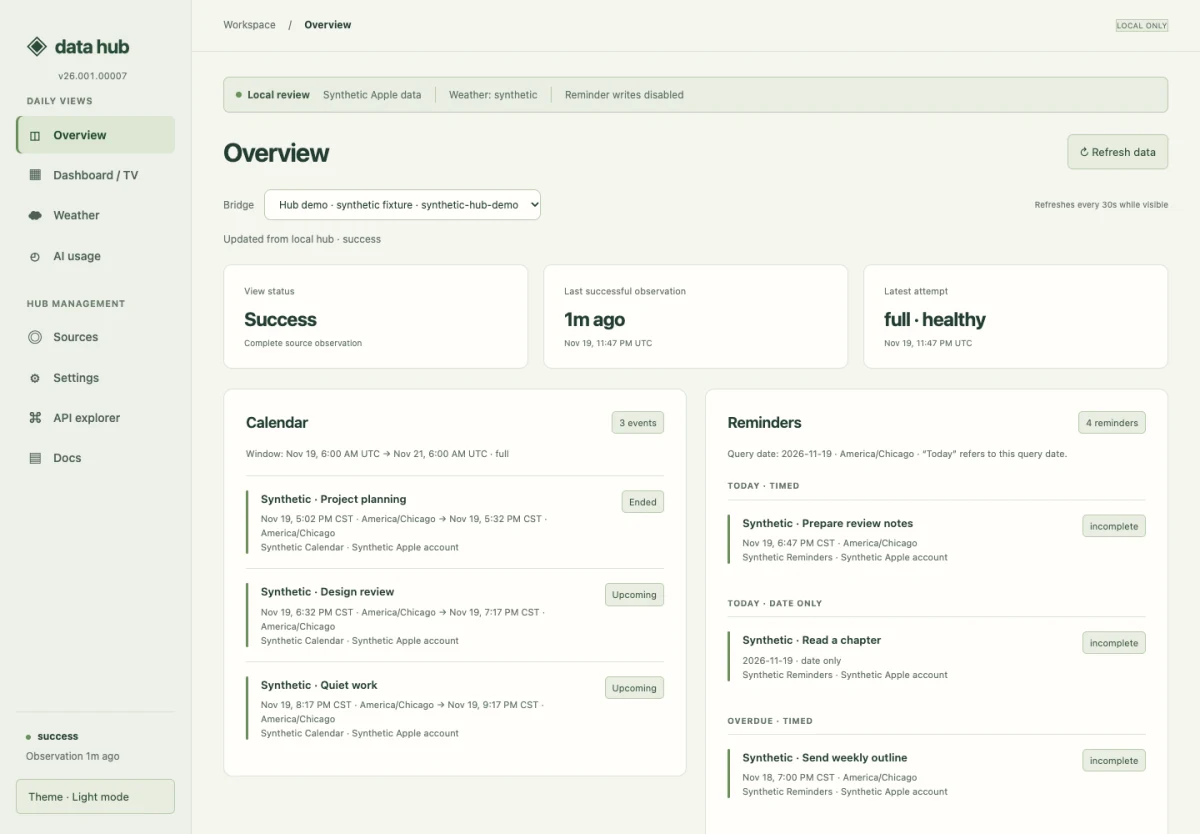 data hub
v26.001.00007
DAILY VIEWS
Overview
Dashboard / TV
Weather
AI usage
HUB MANAGEMENT
Sources
Settings
API explorer
Docs
success
Observation 1m ago
Theme · Light mode
Workspace / Overview
LOCAL ONLY
Local review Synthetic Apple data Weather: synthetic Reminder writes disabled
Overview
↻ Refresh data
Bridge Hub demo · synthetic fixture · synthetic-hub-demo
Refreshes every 30s while visible
Updated from local hub · success
View status
Success
Complete source observation
Last successful observation
1m ago
Nov 19, 11:47 PM UTC
Latest attempt
full · healthy
Nov 19, 11:47 PM UTC
Calendar
3 events
Window: Nov 19, 6:00 AM UTC → Nov 21, 6:00 AM UTC · full
Synthetic · Project planning
Ended
Nov 19, 5:02 PM CST · America/Chicago → Nov 19, 5:32 PM CST ·
America/Chicago
Synthetic Calendar · Synthetic Apple account
Synthetic · Design review
Upcoming
Nov 19, 6:32 PM CST · America/Chicago → Nov 19, 7:17 PM CST ·
America/Chicago
Synthetic Calendar · Synthetic Apple account
Synthetic · Quiet work
Upcoming
Nov 19, 8:17 PM CST · America/Chicago → Nov 19, 9:17 PM CST ·
America/Chicago
Synthetic Calendar · Synthetic Apple account
Reminders
4 reminders
Query date: 2026-11-19 · America/Chicago · “Today” refers to this query date.
TODAY · TIMED
Synthetic · Prepare review notes
incomplete
Nov 19, 6:47 PM CST · America/Chicago
Synthetic Reminders · Synthetic Apple account
TODAY · DATE ONLY
Synthetic · Read a chapter
incomplete
2026-11-19 · date only
Synthetic Reminders · Synthetic Apple account
OVERDUE · TIMED
Synthetic · Send weekly outline
incomplete
Nov 18, 7:00 PM CST · America/Chicago
Synthetic Reminders · Synthetic Apple account